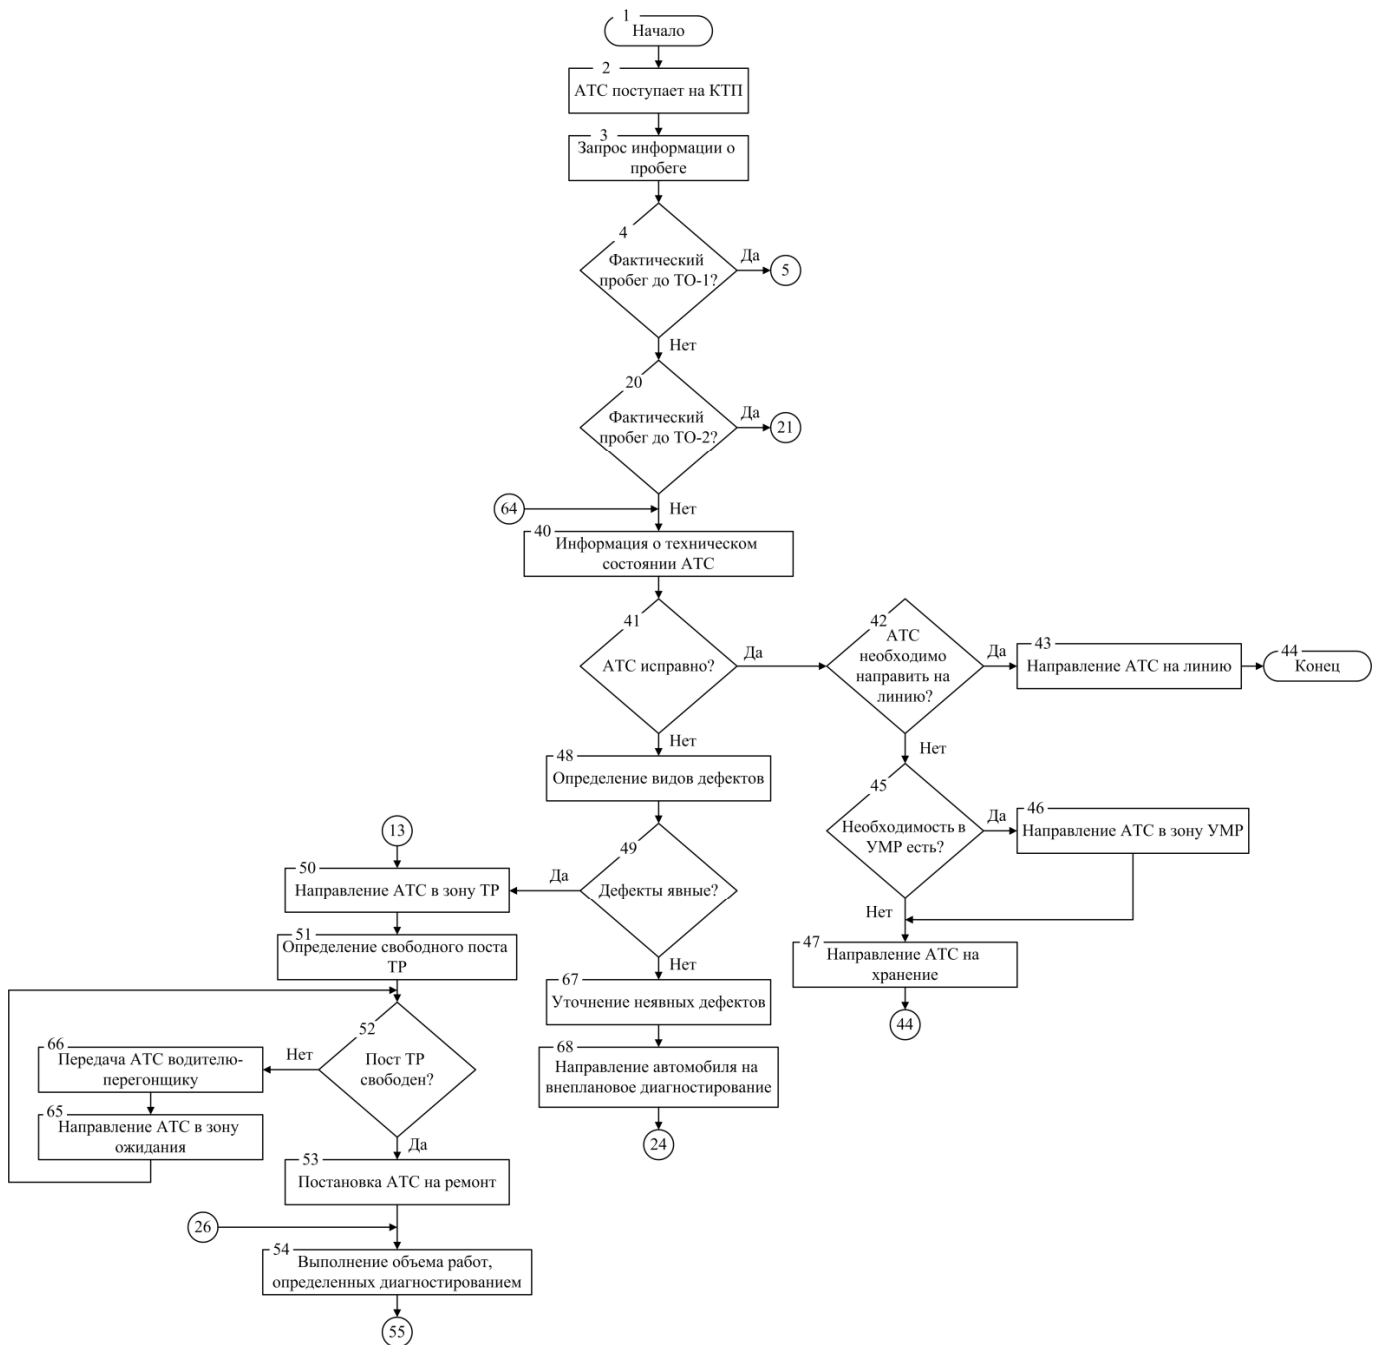 1
Начало
2
АТС поступает на КТП
3
Запрос информации о
пробеге
4
Фактический
пробег до ТО-1?
Да
5
Нет
20
Фактический
пробег до ТО-2?
Да
21
Нет
64
40
Информация о техническом
состоянии АТС
41
АТС исправно?
Да
42
АТС
необходимо
направить на
линию?
Да
43
Направление АТС на линию
44
Конец
Нет
Нет
48
Определение видов дефектов
45
Необходимость в
УМР есть?
Да
46
Направление АТС в зону УМР
Нет
47
Направление АТС на
хранение
44
13
49
Дефекты явные?
Да
50
Направление АТС в зону ТР
51
Определение свободного поста
ТР
Нет
67
Уточнение неявных дефектов
68
Направление автомобиля на
внеплановое диагностирование
24
52
Пост ТР
свободен?
Нет
66
Передача АТС водителю-
перегонщику
65
Направление АТС в зону
ожидания
Да
53
Постановка АТС на ремонт
26
54
Выполнение объема работ,
определенных диагностированием
55